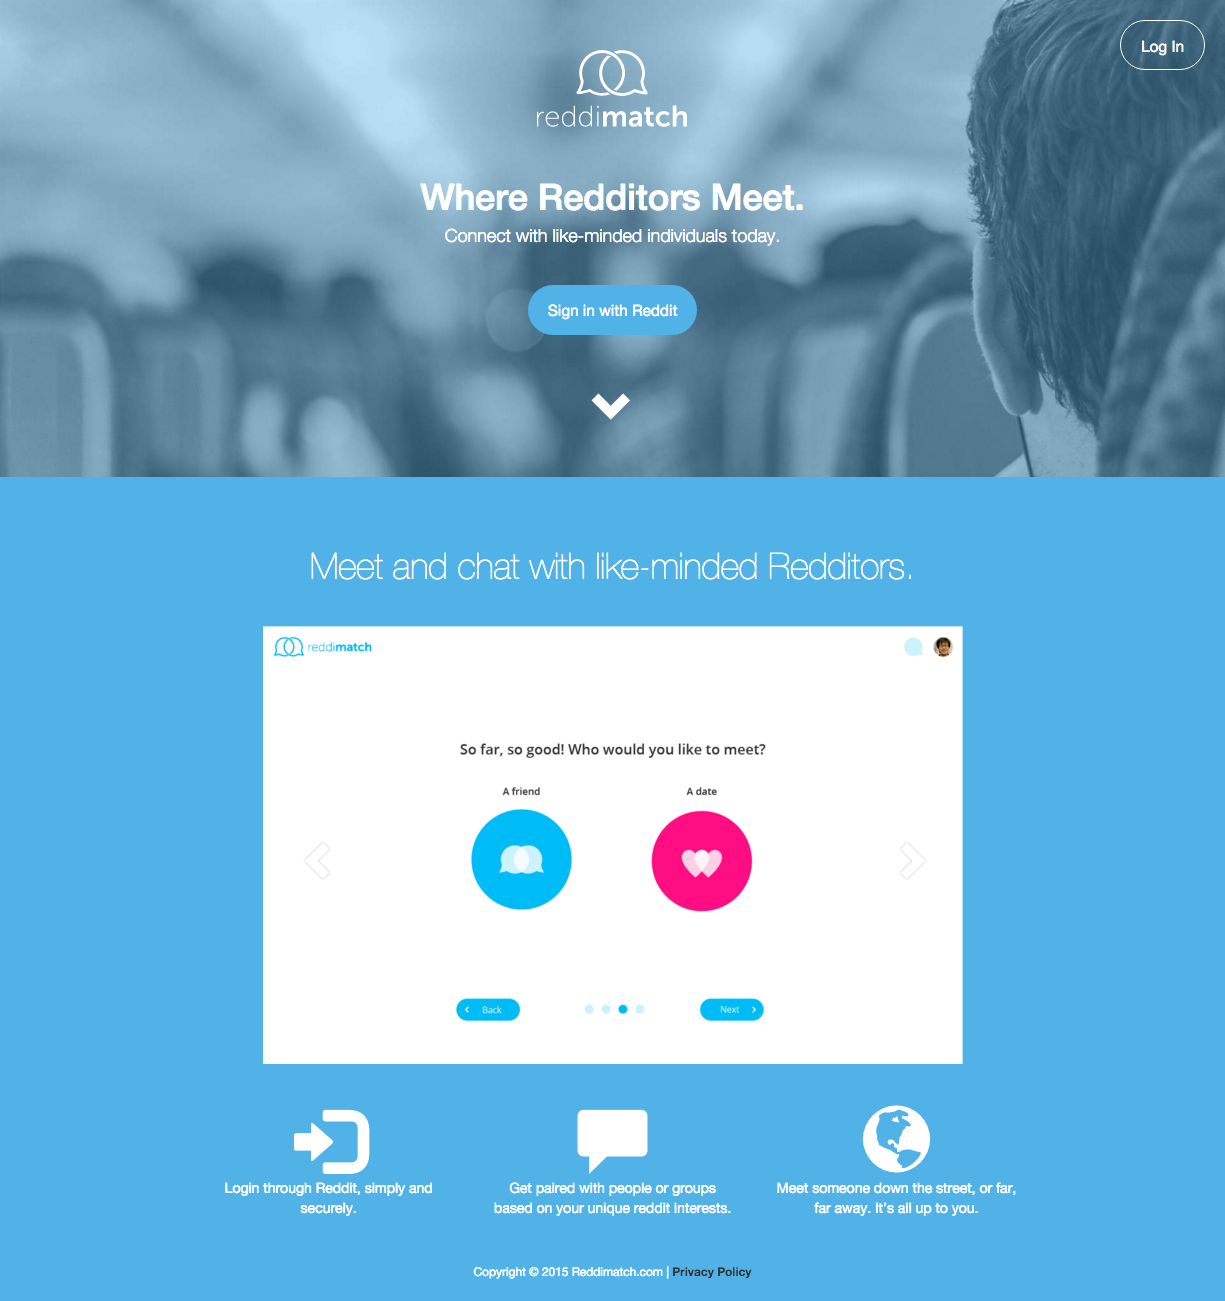 Log In
reddimatch
Where Redditors Meet.
Connect with like-minded individuals today.
Sign in with Reddit
Meet and chat with like-minded Redditors.
reddimatch
So far, so good! Who would you like to meet?
A friend
A date
Back
Next
Login through Reddit, simply and
securely.
Get paired with people or groups
based on your unique reddit interests.
Meet someone down the street, or far,
far away. It's all up to you.
Copyright © 2015 Reddimatch.com | Privacy Policy